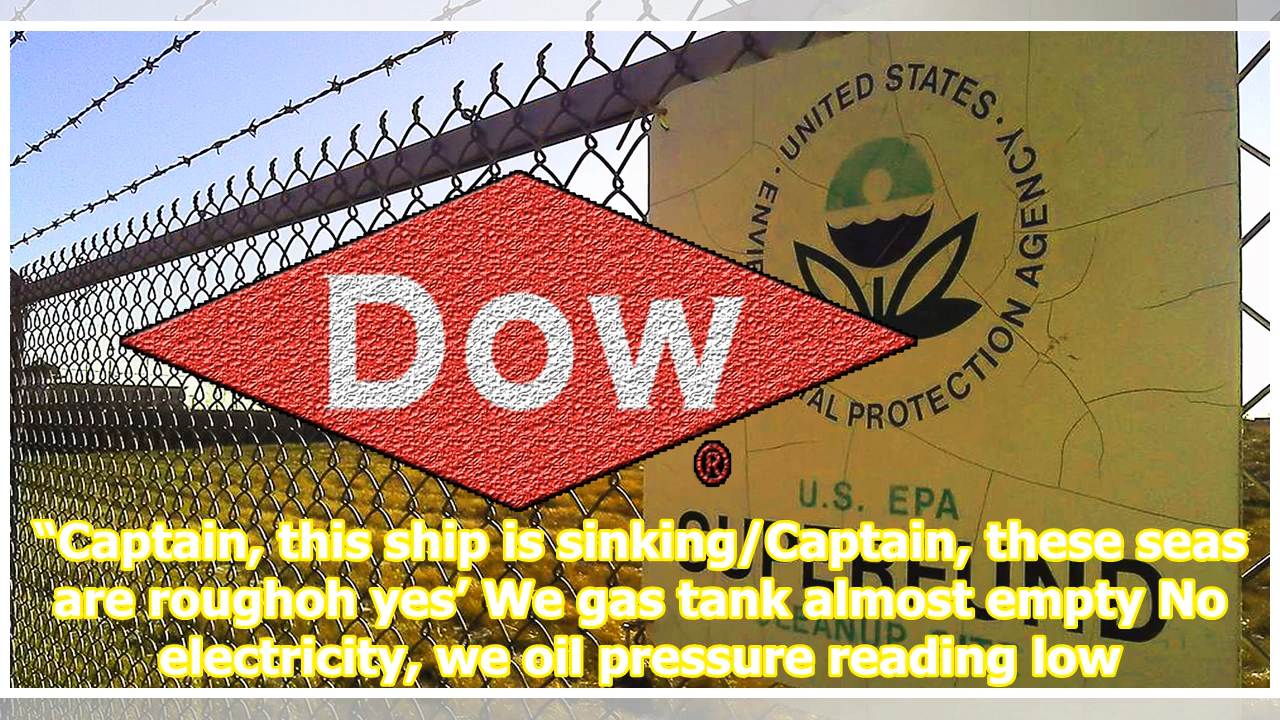 UNITED STATES · 
TAL PROTECTION AGENCY
DOW
®
U.S. EPA
“Captain, this ship is sinking/Captain, these seas
are roughoh yes’ We gas tank almost empty No
electricity, we oil pressure reading low